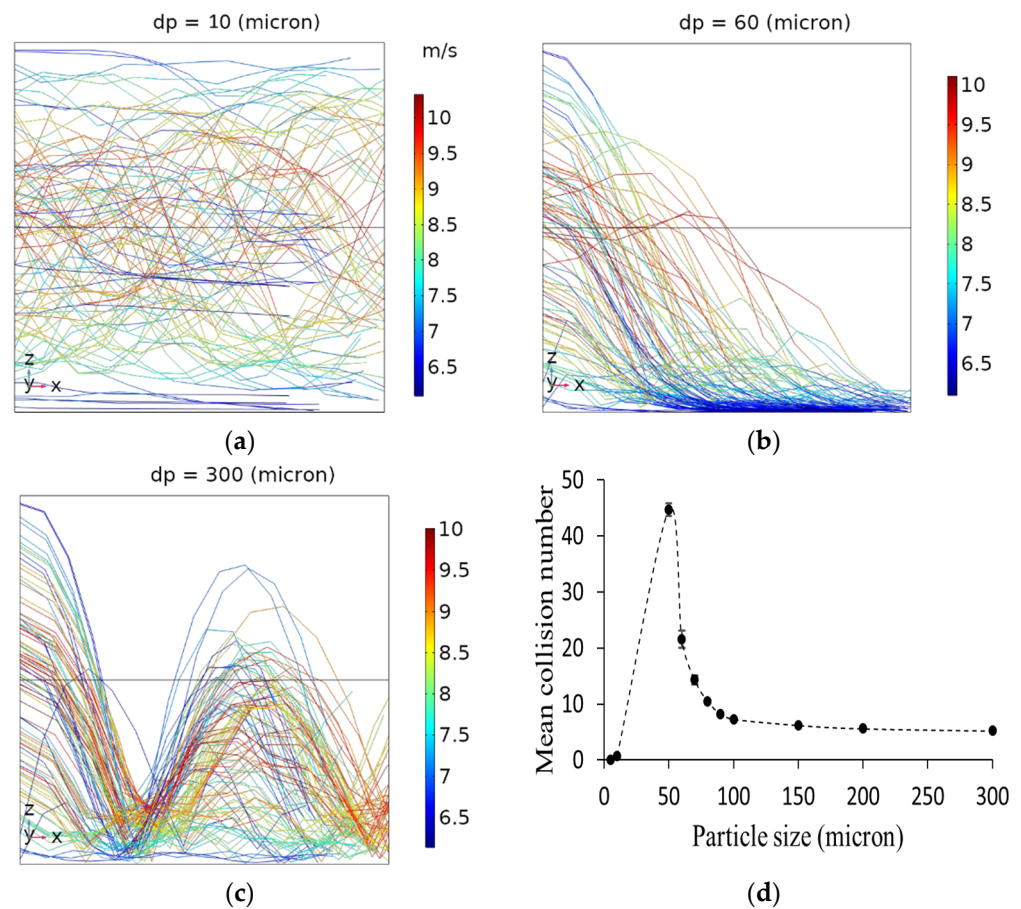 dp = 10 (micron)
m/s
10
9.5
9
8.5
8
7.5
7
6.5
z
y x
(a)
dp = 60 (micron)
10
9.5
9
8.5
8
7.5
7
6.5
z
y x
(b)
dp = 300 (micron)
10
9.5
9
8.5
8
7.5
7
6.5
z
y x
(c)
Mean collision number
50
40
30
20
10
0
0 50 100 150 200 250 300
Particle size (micron)
(d)